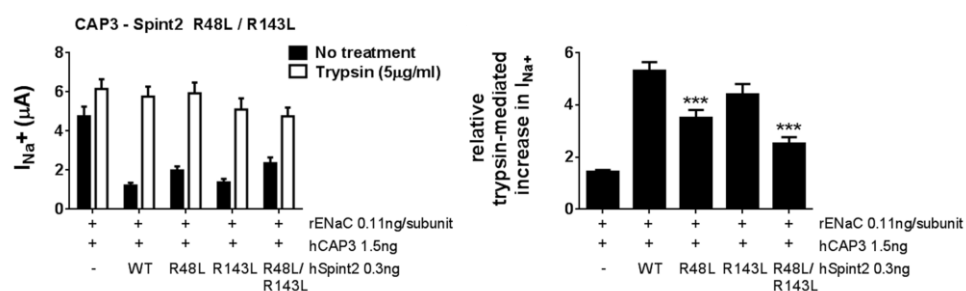 CAP3 - Spint2 R48L / R143L
No treatment
Trypsin (5µg/ml)
I_Na+ (µA)
8
6
4
2
0
+ + + + + rENaC 0.11ng/subunit
+ + + + + hCAP3 1.5ng
- WT R48L R143L R48L/ hSpint2 0.3ng
R143L
relative
trypsin-mediated
increase in I_Na+
6
4
2
0
*** ***
+ + + + + rENaC 0.11ng/subunit
+ + + + + hCAP3 1.5ng
- WT R48L R143L R48L/ hSpint2 0.3ng
R143L